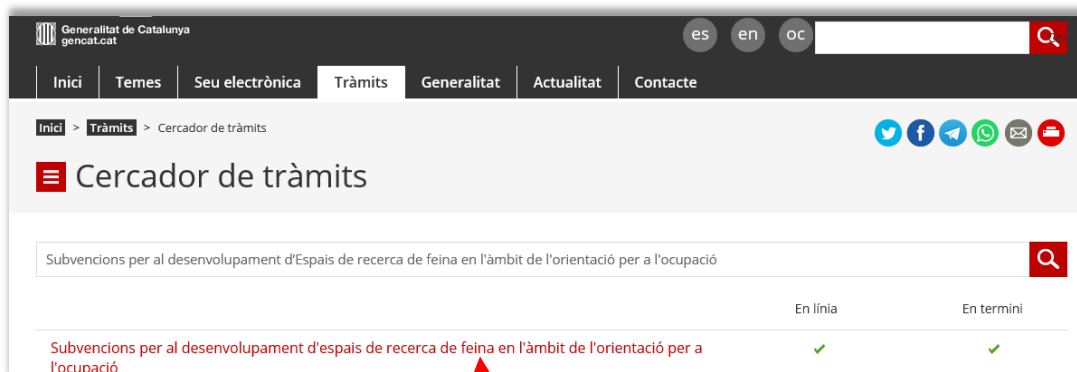 Generalitat de Catalunya
gencat.cat
es en oc
Inici Temes Seu electrònica Tràmits Generalitat Actualitat Contacte
Inici > Tràmits > Cercador de tràmits
Cercador de tràmits
Subvencions per al desenvolupament d'Espais de recerca de feina en l'àmbit de l'orientació per a l'ocupació
En línia En termini
Subvencions per al desenvolupament d'espais de recerca de feina en l'àmbit de l'orientació per a
l'ocupació